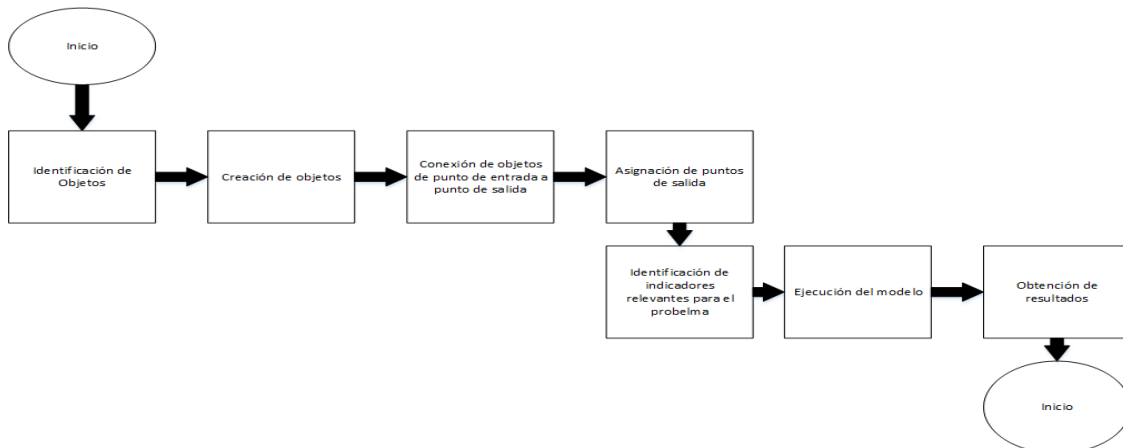 Inicio
Identificación de
Objetos
Creación de objetos
Conexión de objetos
de punto de entrada a
punto de salida
Asignación de puntos
de salida
Identificación de
indicadores
relevantes para el
probelma
Ejecución del modelo
Obtención de
resultados
Inicio